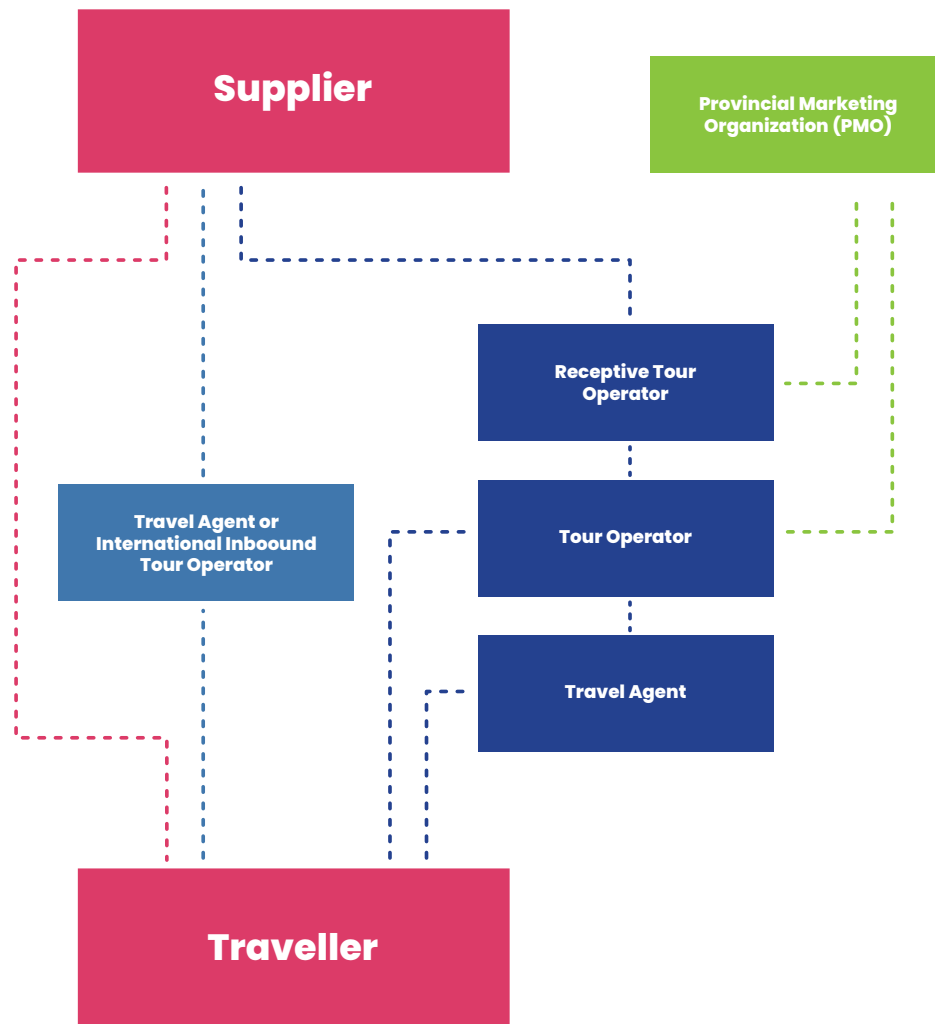 Supplier
Provincial Marketing
Organization (PMO)
Receptive Tour
Operator
Travel Agent or
International Inboound
Tour Operator
Tour Operator
Travel Agent
Traveller